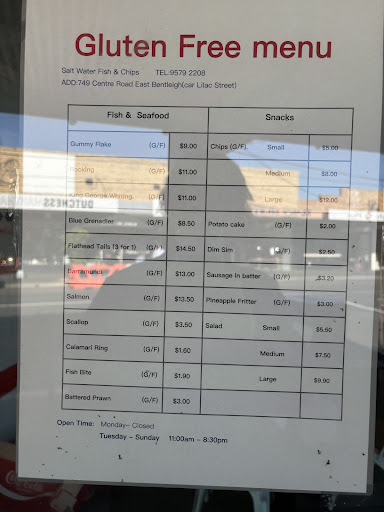 Gluten Free menu
Salt Water Fish & Chips TEL:9579 2208
ADD:749 Centre Road East Bentleigh(car Lilac Street)
Fish & Seafood Snacks
Gummy Flake (G/F) $9.00 Chips (G/F) Small $5.00
(G/F) $11.00 Medium $8.00
King George Whiting (G/F) $11.00 Large $12.00
Blue Grenadier (G/F) $8.50 Potato cake (G/F) $2.00
Flathead Tails (3 for 1) (G/F) $14.50 Dim Sim (G/F) $2.50
Barramundi (G/F) $13.00 Sausage In batter (G/F) $3.20
Salmon (G/F) $13.50 Pineapple Fritter (G/F) $3.00
Scallop (G/F) $3.50 Salad Small $5.50
Calamari Ring (G/F) $1.60 Medium $7.50
Fish Bite (G/F) $1.90 Large $9.90
Battered Prawn (G/F) $3.00
Open Time: Monday– Closed
Tuesday – Sunday 11:00am – 8:30pm